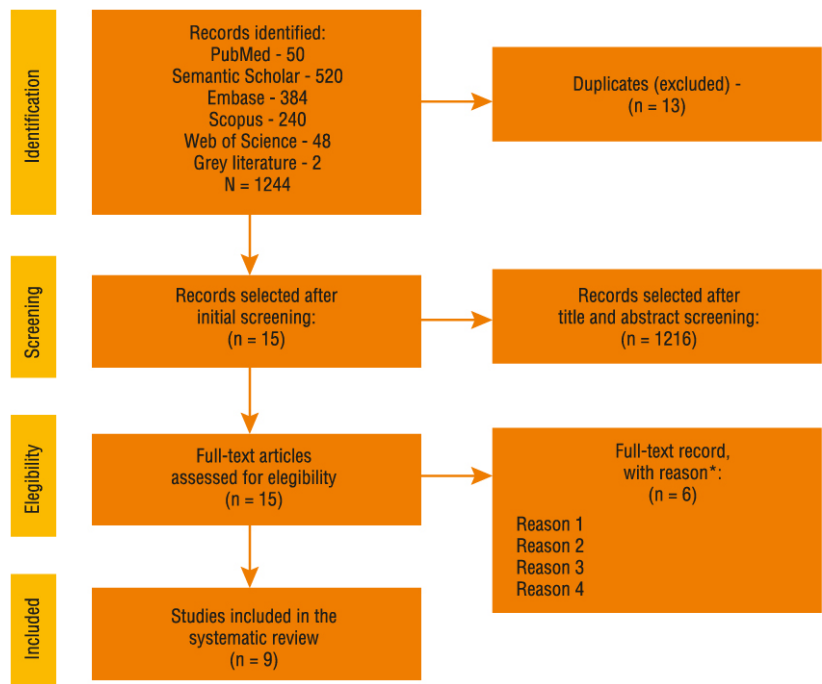 Identification
Records identified:
PubMed - 50
Semantic Scholar - 520
Embase - 384
Scopus - 240
Web of Science - 48
Grey literature - 2
N = 1244
Duplicates (excluded) -
(n = 13)
Screening
Records selected after
initial screening:
(n = 15)
Records selected after
title and abstract screening:
(n = 1216)
Elegibility
Full-text articles
assessed for elegibility
(n = 15)
Full-text record,
with reason*:
(n = 6)
Reason 1
Reason 2
Reason 3
Reason 4
Included
Studies included in the
systematic review
(n = 9)